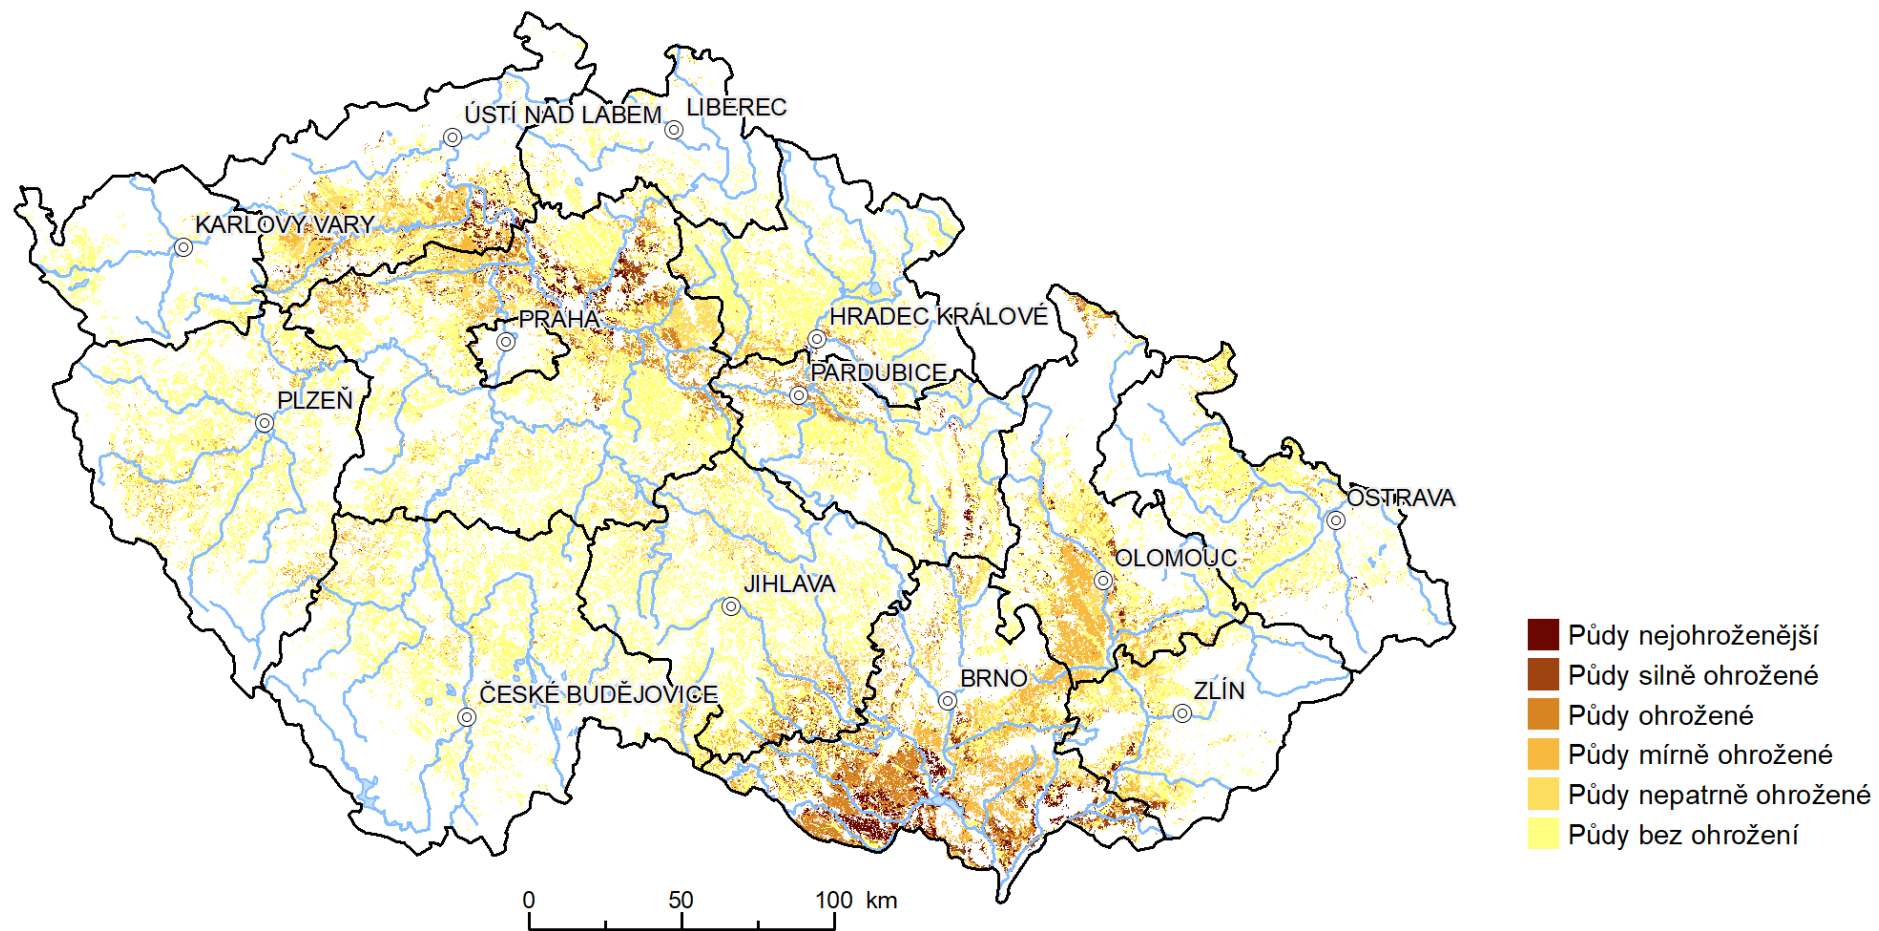 ÚSTÍ NAD LABEM
LIBEREC
KARLOVY VARY
PRAHA
HRADEC KRÁLOVÉ
PARDUBICE
PLZEŇ
OSTRAVA
OLOMOUC
JIHLAVA
BRNO
ZLÍN
ČESKÉ BUDĚJOVICE
Půdy nejohroženější
Půdy silně ohrožené
Půdy ohrožené
Půdy mírně ohrožené
Půdy nepatrně ohrožené
Půdy bez ohrožení
0 50 100 km